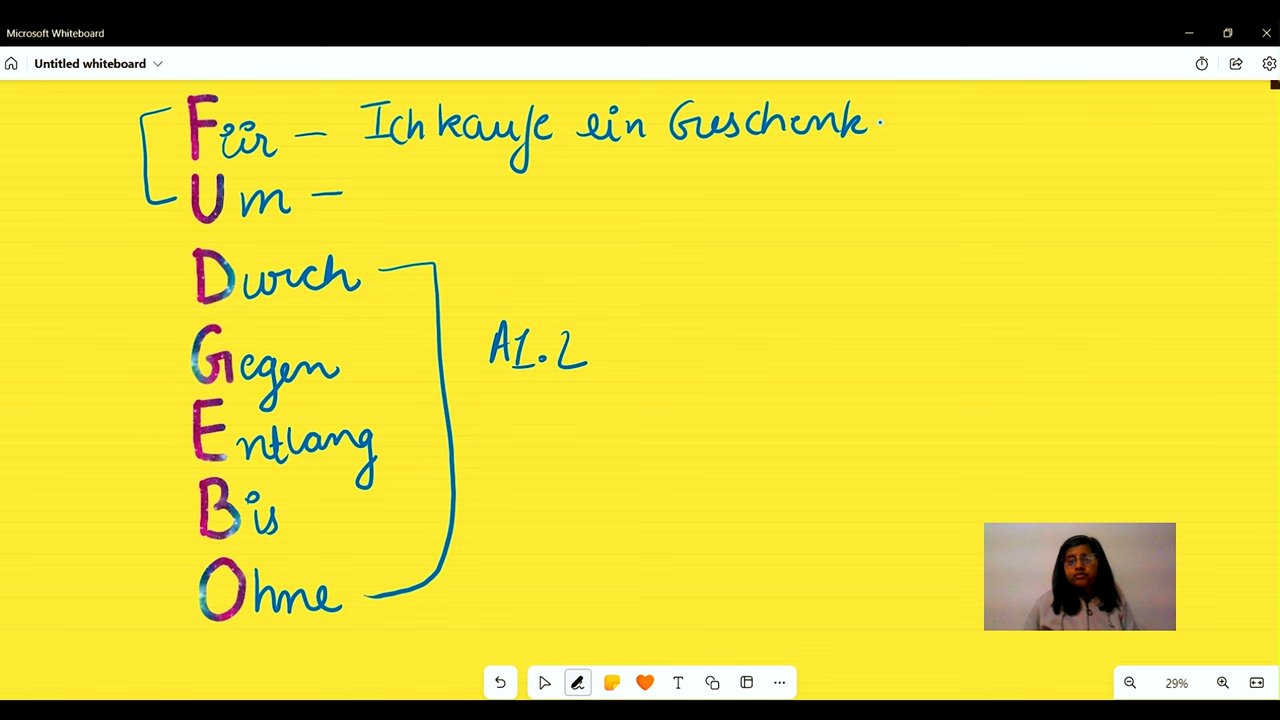 Microsoft Whiteboard
Untitled whiteboard
Für - Ich kaufe ein Geschenk.
Um -
Durch
Gegen
Entlang
Bis
Ohne
A1.2
29%